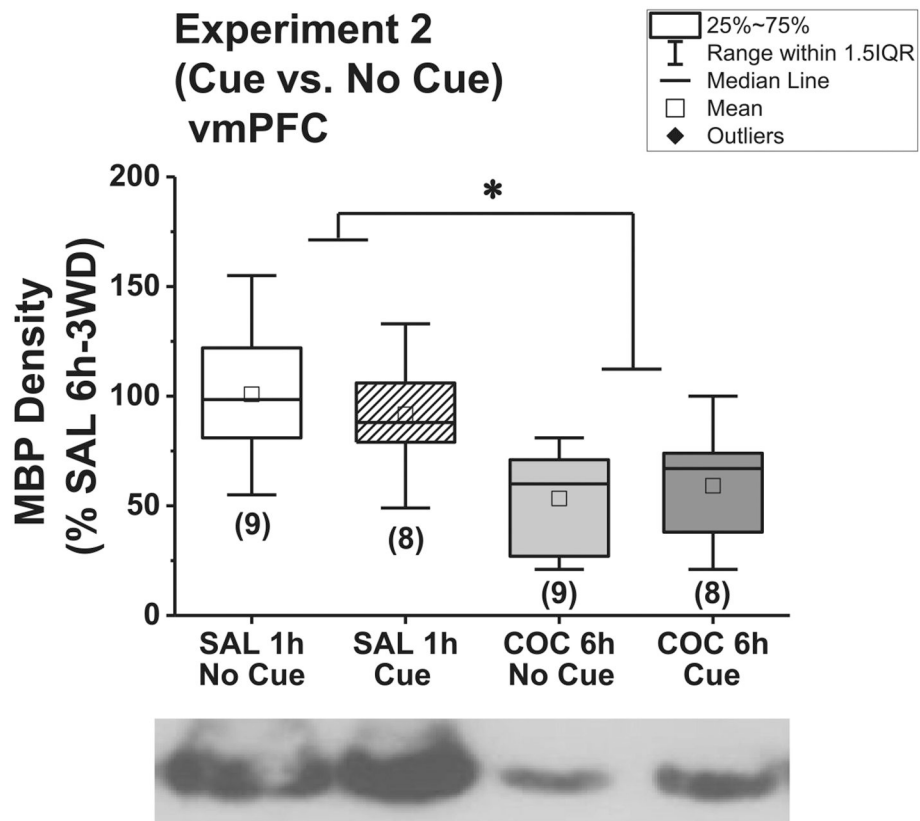 Experiment 2
(Cue vs. No Cue)
vmPFC
25%~75%
Range within 1.5IQR
Median Line
Mean
Outliers
MBP Density
(% SAL 6h-3WD)
200
150
100
50
0
*
(9)
(8)
(9)
(8)
SAL 1h
No Cue
SAL 1h
Cue
COC 6h
No Cue
COC 6h
Cue